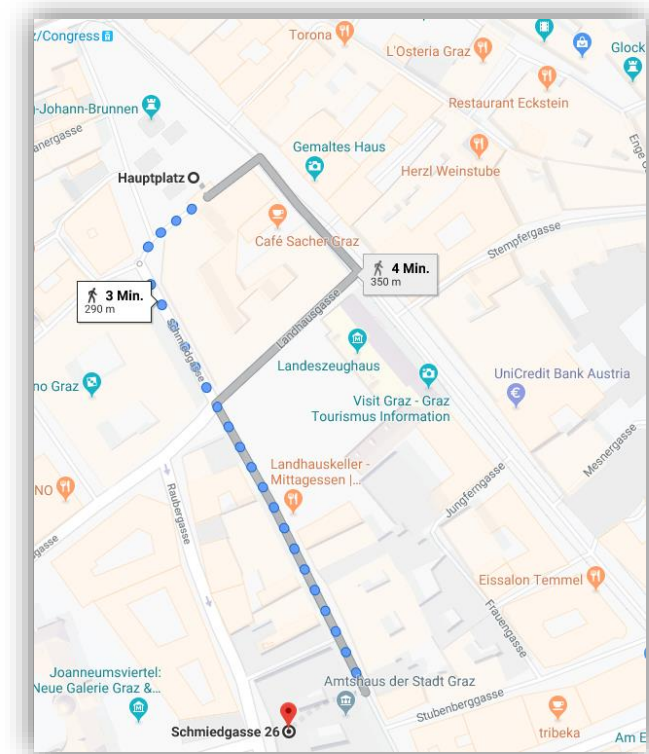 z/Congress
Torona
L'Osteria Graz
Glock
g-Johann-Brunnen
Restaurant Eckstein
anergasse
Gemaltes Haus
Enge
Hauptplatz
Herzl Weinstube
Café Sacher Graz
Stempfergasse
4 Min.
350 m
3 Min.
290 m
Schmiedgasse
Landhausgasse
Landeszeughaus
UniCredit Bank Austria
no Graz
Visit Graz - Graz
Tourismus Information
Mesnergasse
Landhauskeller -
Mittagessen |...
NO
Raubergasse
Jungferngasse
gasse
Eissalon Temmel
Frauengasse
Joanneumsviertel:
Neue Galerie Graz &...
Amtshaus der Stadt Graz
Stubenberggasse
Schmiedgasse 26
tribeka
Am E